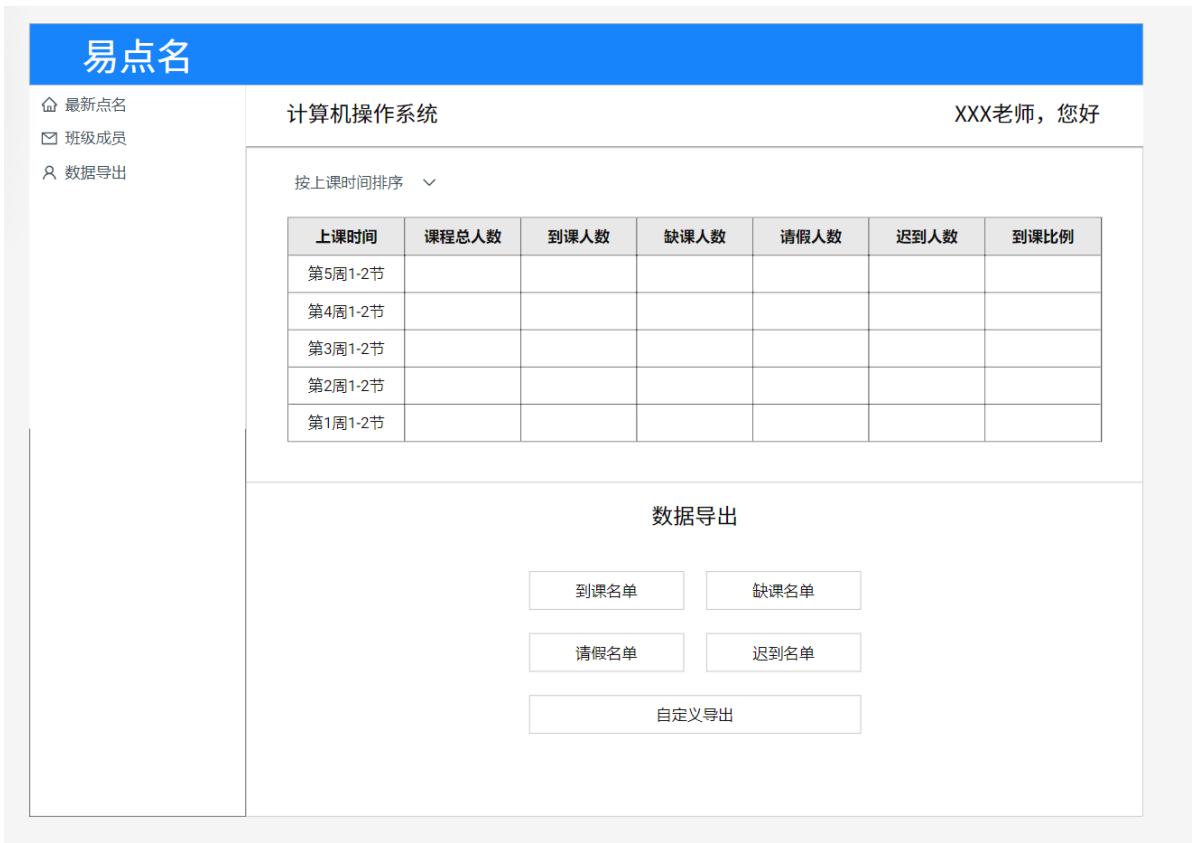 易点名
最新点名
班级成员
数据导出
计算机操作系统 XXX老师，您好
按上课时间排序
上课时间 课程总人数 到课人数 缺课人数 请假人数 迟到人数 到课比例
第5周1-2节
第4周1-2节
第3周1-2节
第2周1-2节
第1周1-2节
数据导出
到课名单 缺课名单
请假名单 迟到名单
自定义导出